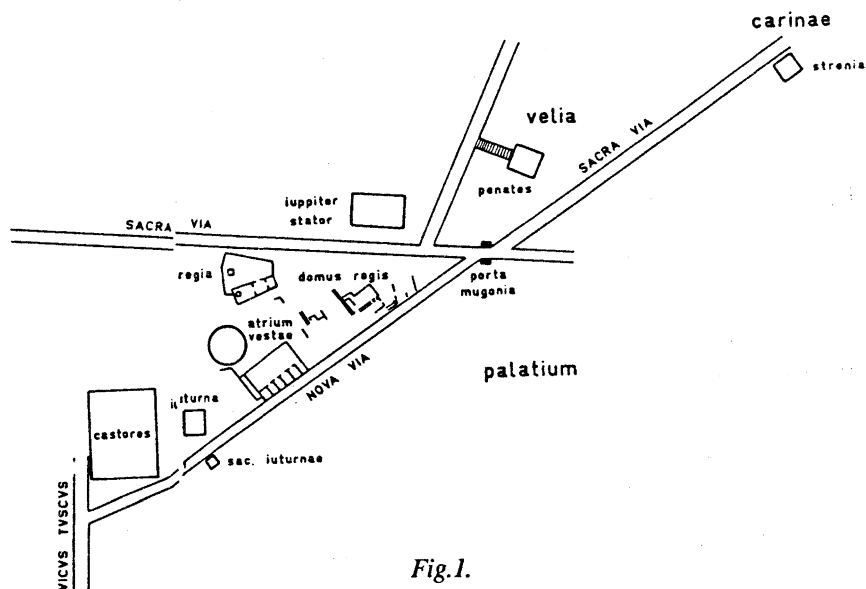 carinae
strenia
velia
SACRA VIA
penates
iuppiter
stator
SACRA VIA
regia
domus regis
porta
mugonia
atrium
vestae
NOVA VIA
palatium
iuturna
castores
sac. iuturnae
VICVS TVSCVS
Fig.1.